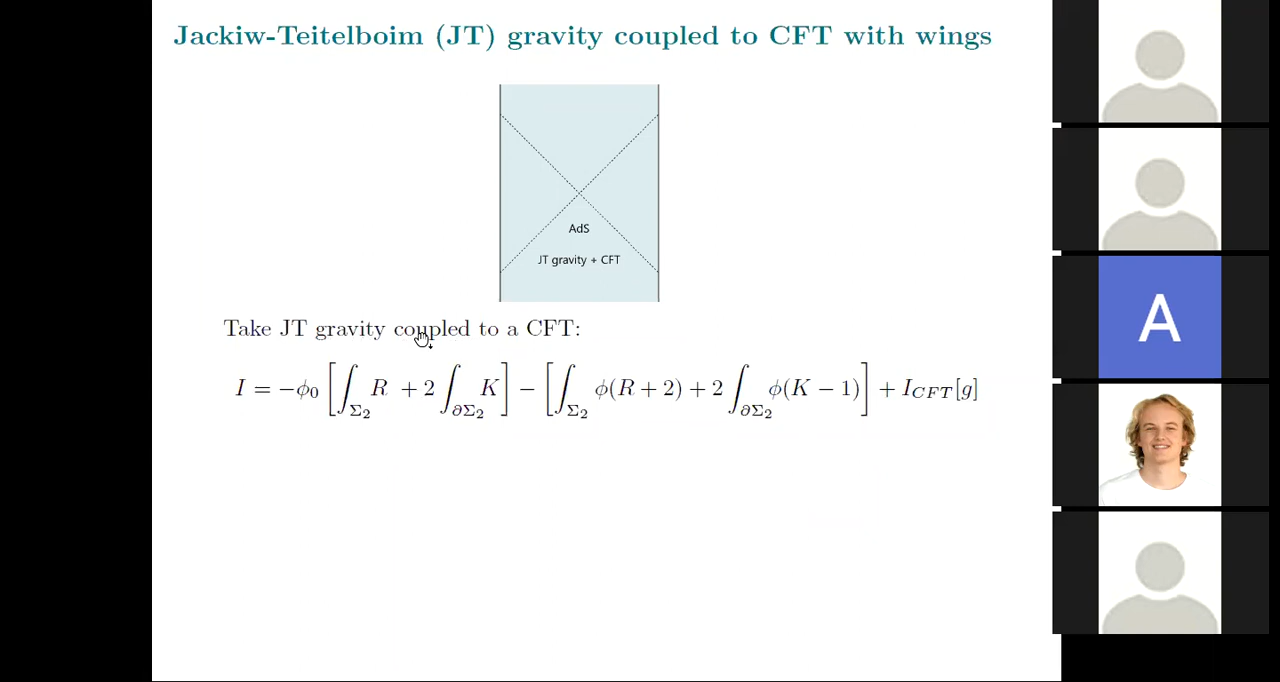 Jackiw-Teitelboim (JT) gravity coupled to CFT with wings
AdS
JT gravity + CFT
Take JT gravity coupled to a CFT:
I = −ϕ₀ [∫_{Σ₂} R + 2 ∫_{∂Σ₂} K] − [∫_{Σ₂} ϕ(R + 2) + 2 ∫_{∂Σ₂} ϕ(K − 1)] + I_{CFT}[g]
A